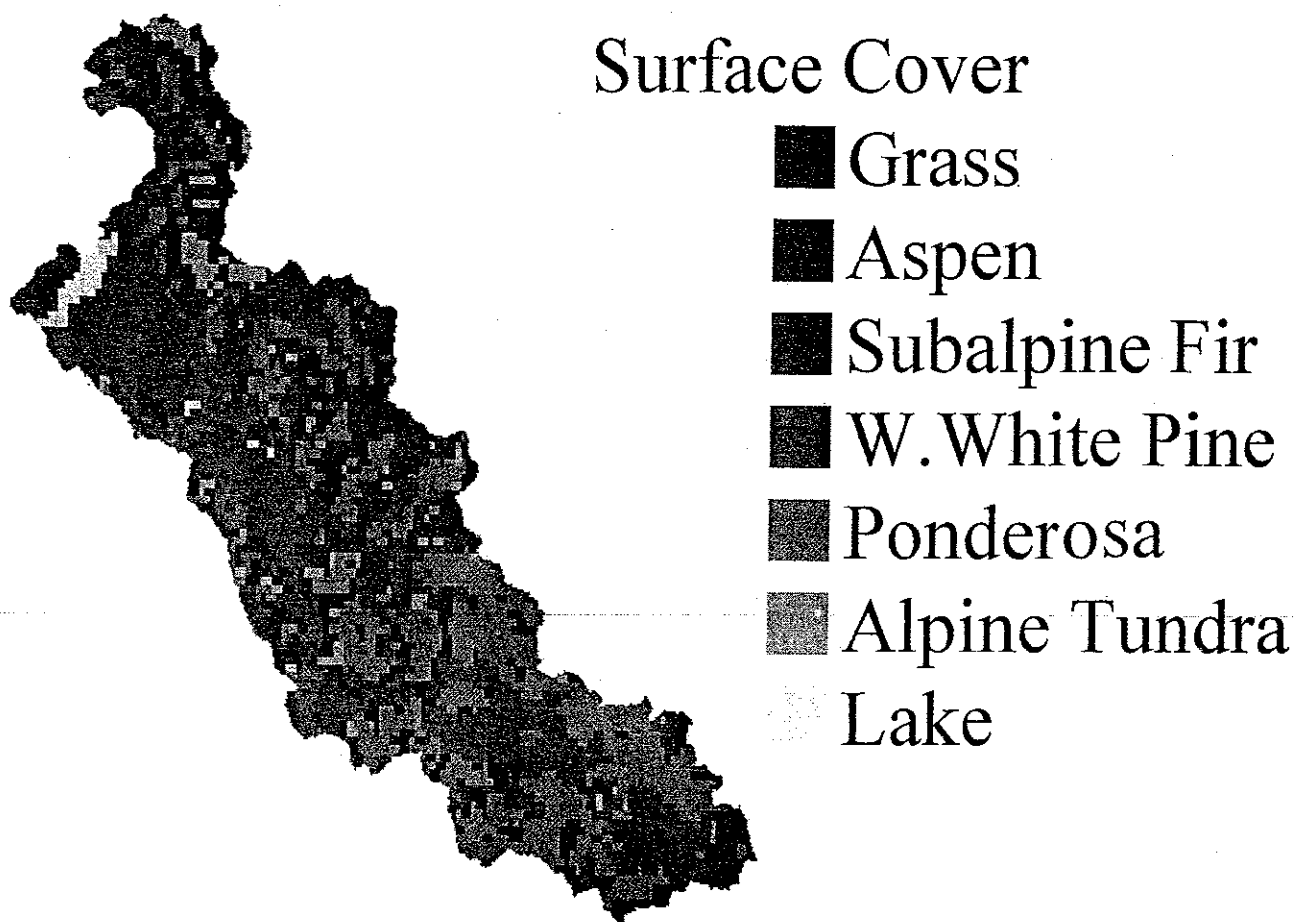 Surface Cover
Grass
Aspen
Subalpine Fir
W.White Pine
Ponderosa
Alpine Tundra
Lake